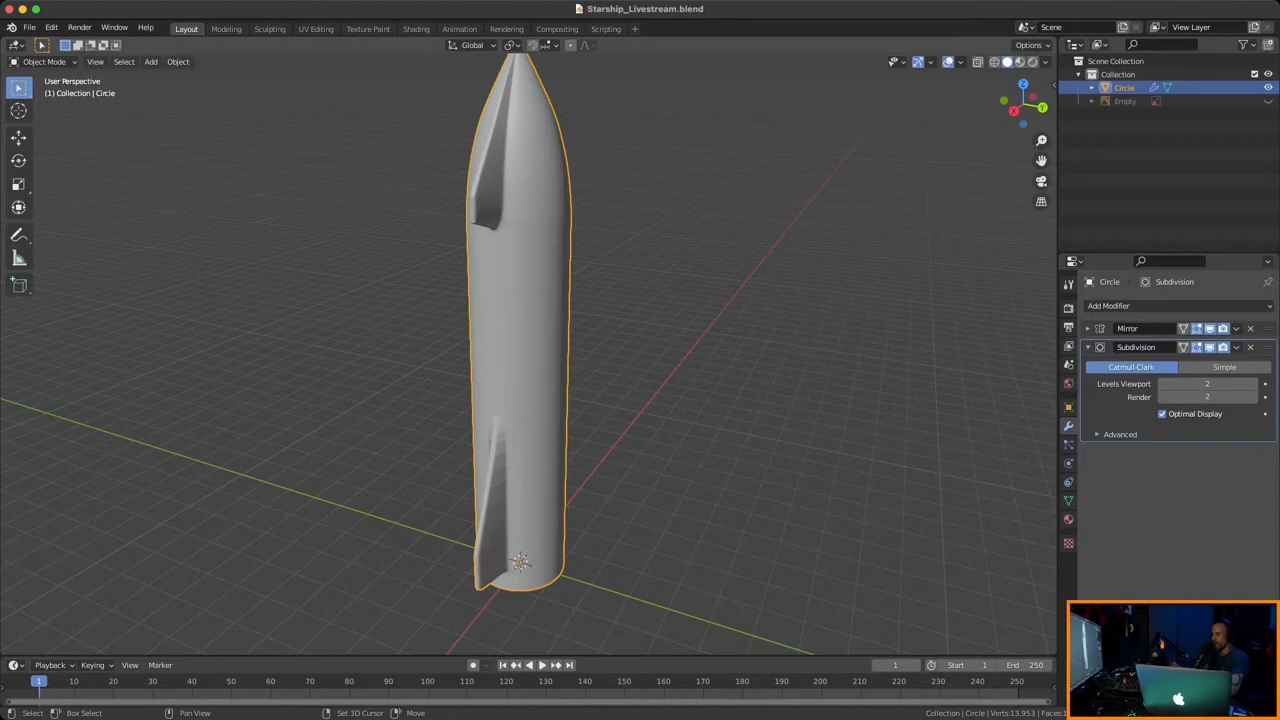 Starship_Livestream.blend
File Edit Render Window Help Layout Modeling Sculpting UV Editing Texture Paint Shading Animation Rendering Compositing Scripting Scene View Layer
Global Options
Object Mode View Select Add Object
User Perspective
(1) Collection | Circle
X
Y
Z
Scene Collection
Collection
Circle
Empty
Circle Subdivision
Add Modifier
Mirror
Subdivision
Catmull-Clark Simple
Levels Viewport 2
Render 2
Optimal Display
Advanced
Playback Keying View Marker 1 Start 1 End 250
1 10 20 30 40 50 60 70 80 90 100 110 120 130 140 150 160 170 180 190 200 210 220 230 240 250
Select Box Select Pan View Set 3D Cursor Move Collection | Circle | Verts:13,953 | Faces:1